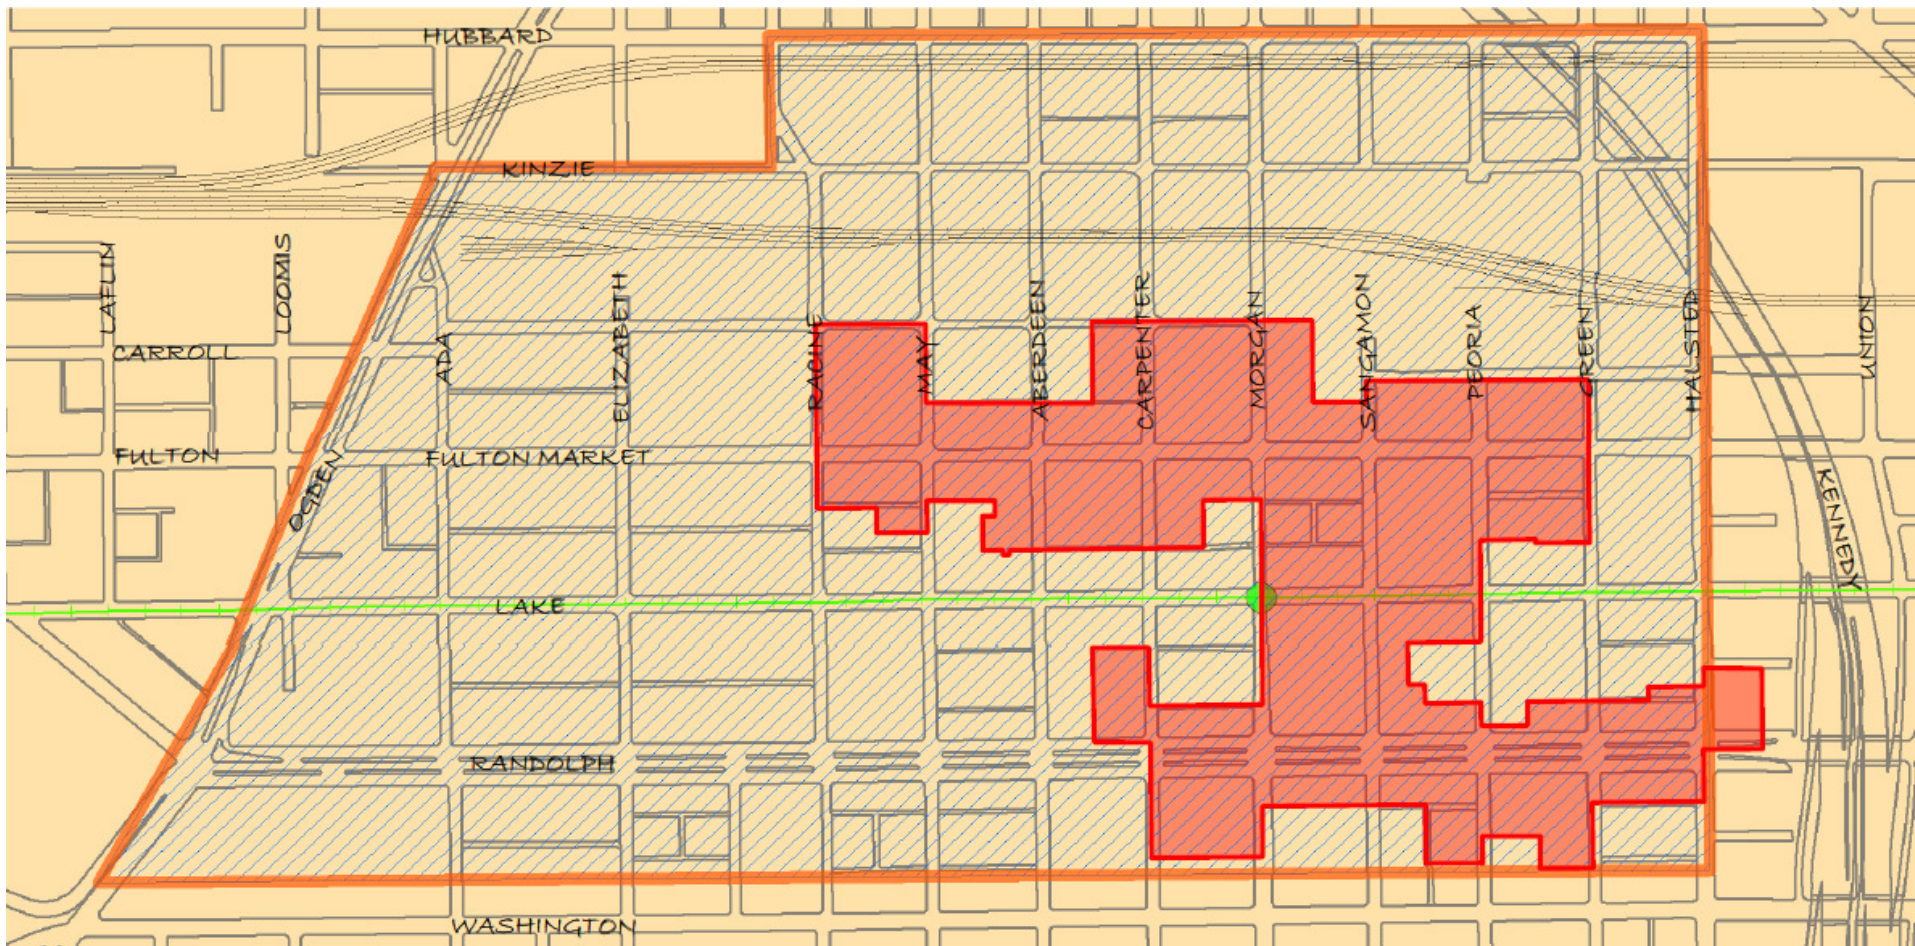 HUBBARD
KINZIE
LAFLIN
LOOMIS
CARROLL
ADA
ELIZABETH
RACINE
MAY
ABERDEEN
CARPENTER
MORGAN
SANGAMON
PEORIA
GREEN
HALSTED
UNION
FULTON
OGDEN
FULTON MARKET
KENNEDY
LAKE
RANDOLPH
WASHINGTON